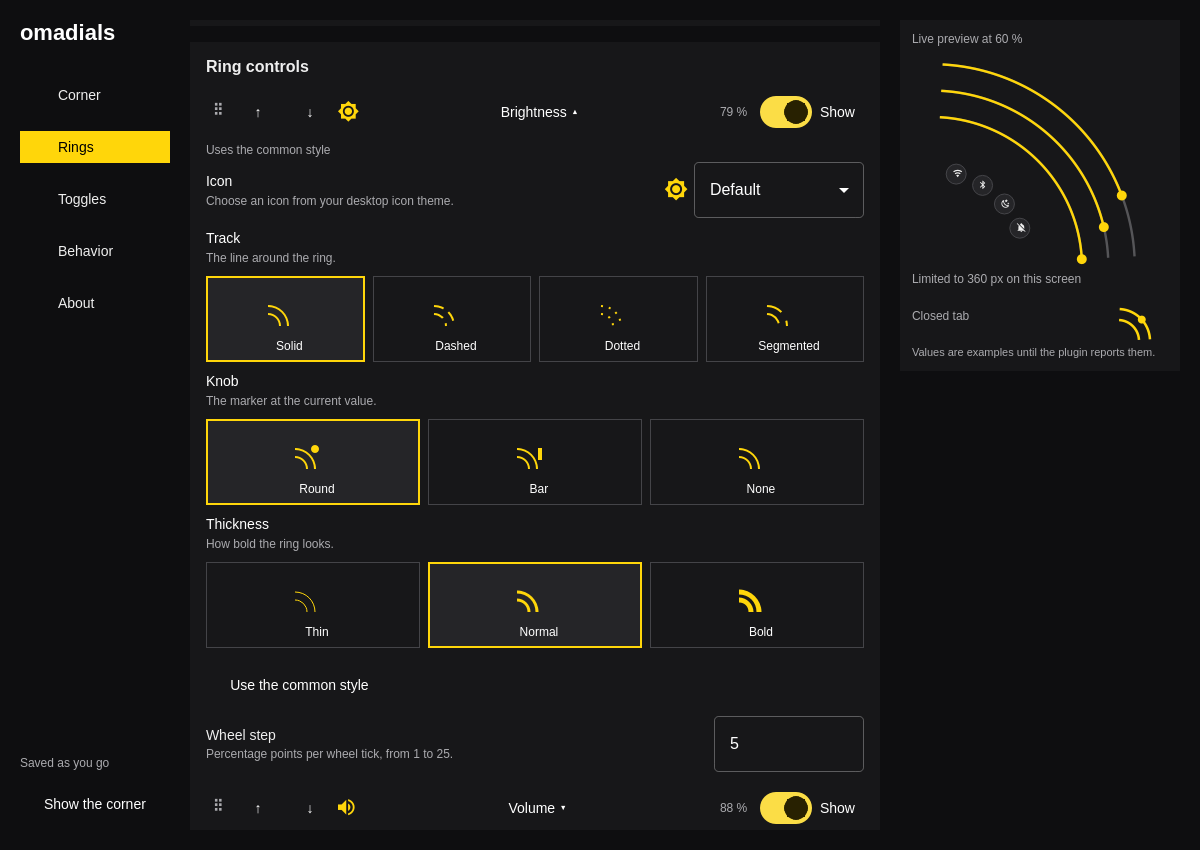 omadials
Corner
Rings
Toggles
Behavior
About
Saved as you go
Show the corner
Ring controls
↑ ↓ Brightness ▴ 79 % Show
Uses the common style
Icon
Choose an icon from your desktop icon theme.
Default
Track
The line around the ring.
Solid Dashed Dotted Segmented
Knob
The marker at the current value.
Round Bar None
Thickness
How bold the ring looks.
Thin Normal Bold
Use the common style
Wheel step
Percentage points per wheel tick, from 1 to 25.
5
↑ ↓ Volume ▾ 88 % Show
Live preview at 60 %
Limited to 360 px on this screen
Closed tab
Values are examples until the plugin reports them.